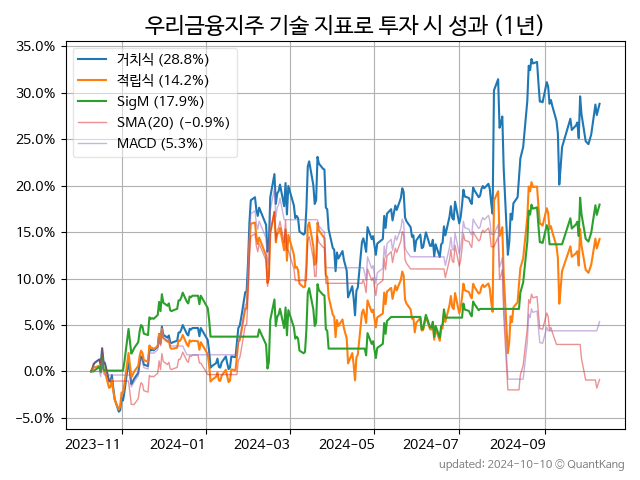 우리금융지주 기술 지표로 투자 시 성과 (1년)
35.0%
30.0%
25.0%
20.0%
15.0%
10.0%
5.0%
0.0%
−5.0%
거치식 (28.8%)
적립식 (14.2%)
SigM (17.9%)
SMA(20) (−0.9%)
MACD (5.3%)
2023-11
2024-01
2024-03
2024-05
2024-07
2024-09
updated: 2024-10-10 © QuantKang